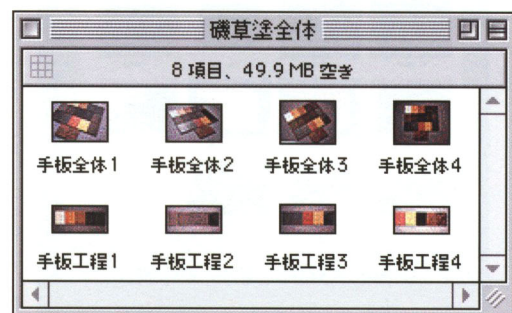 磯草塗全体
8 項目、49.9 MB 空き
手板全体1 手板全体2 手板全体3 手板全体4
手板工程1 手板工程2 手板工程3 手板工程4